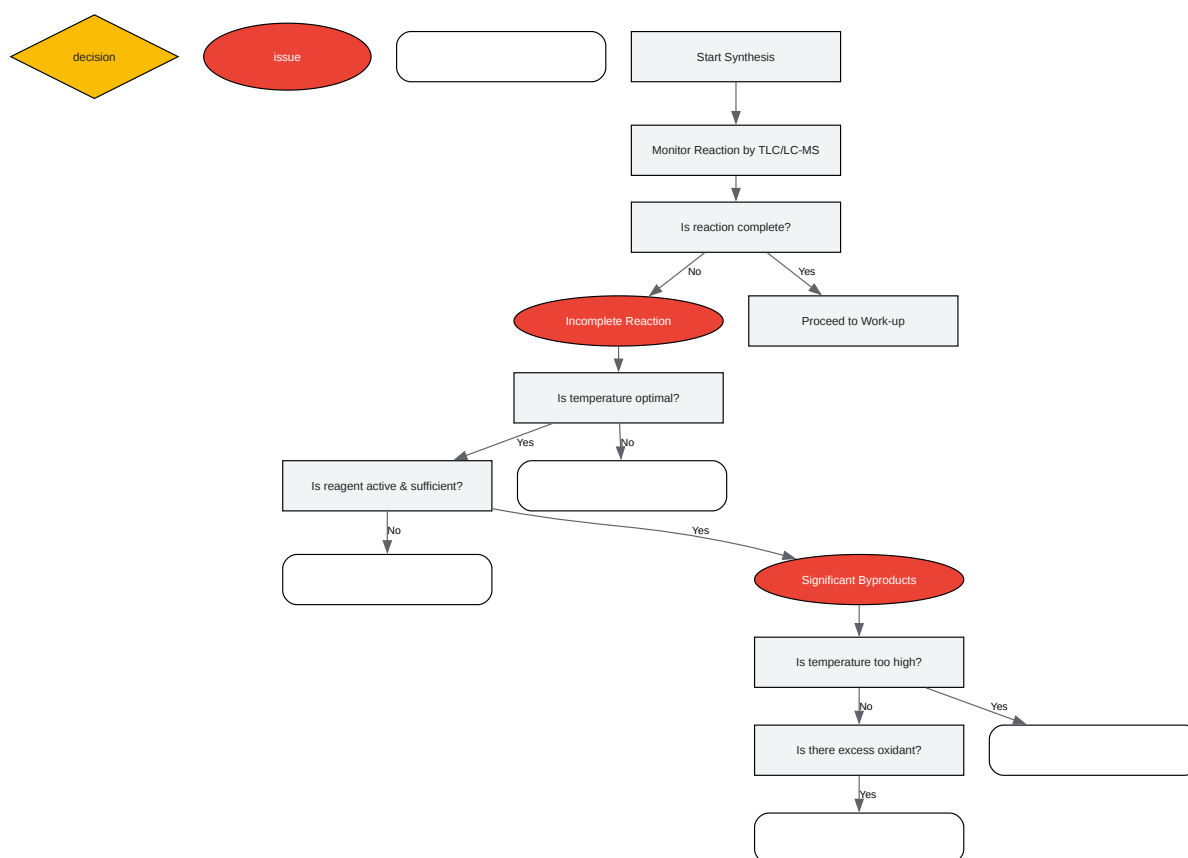 decision
issue
Start Synthesis
Monitor Reaction by TLC/LC-MS
Is reaction complete?
No
Yes
Incomplete Reaction
Proceed to Work-up
Is temperature optimal?
Yes
No
Is reagent active & sufficient?
No
Yes
Significant Byproducts
Is temperature too high?
No
Yes
Is there excess oxidant?
Yes